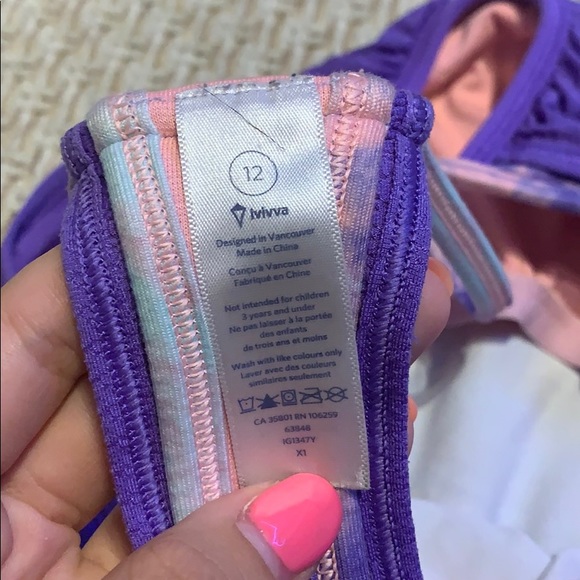 12
ivivva
Designed in Vancouver
Made in China
Conçu à Vancouver
Fabriqué en Chine
Not intended for children
3 years and under
Ne pas laisser à la portée
des enfants
de trois ans et moins
Wash with like colours only
Laver avec des couleurs
similaires seulement
CA 35801 RN 106259
63848
IG1347Y
X1